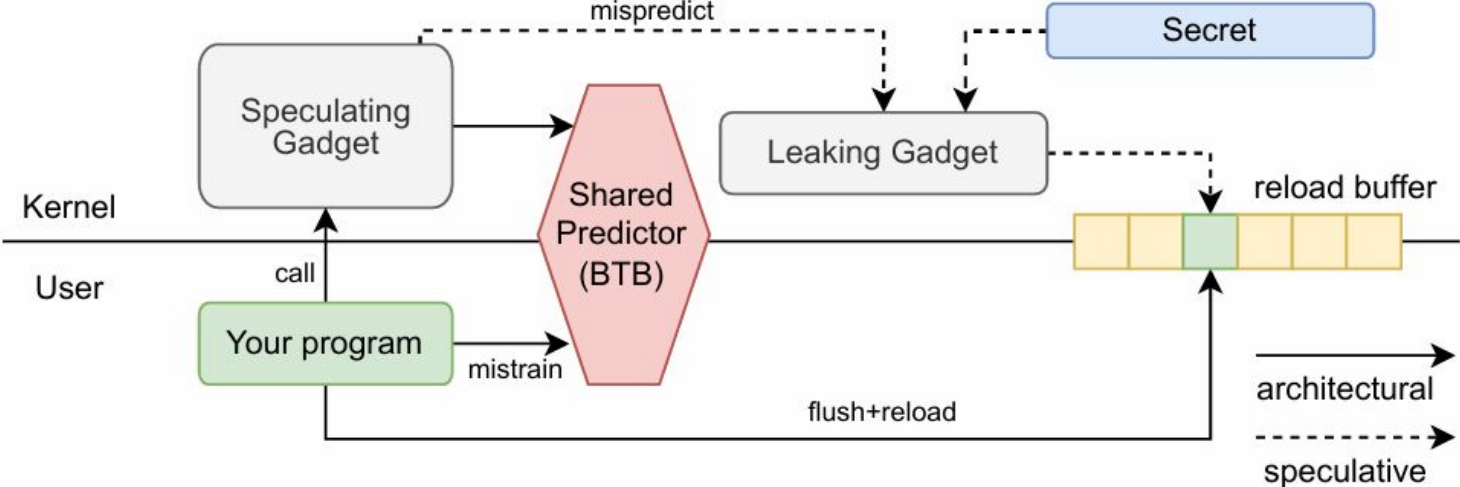 mispredict
Secret
Speculating
Gadget
Leaking Gadget
Shared
Predictor
(BTB)
reload buffer
Kernel
User
call
Your program
mistrain
flush+reload
architectural
speculative